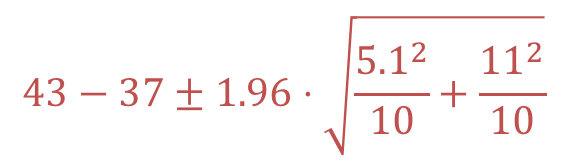 43 − 37 ± 1.96 · √(5.1²/10 + 11²/10)